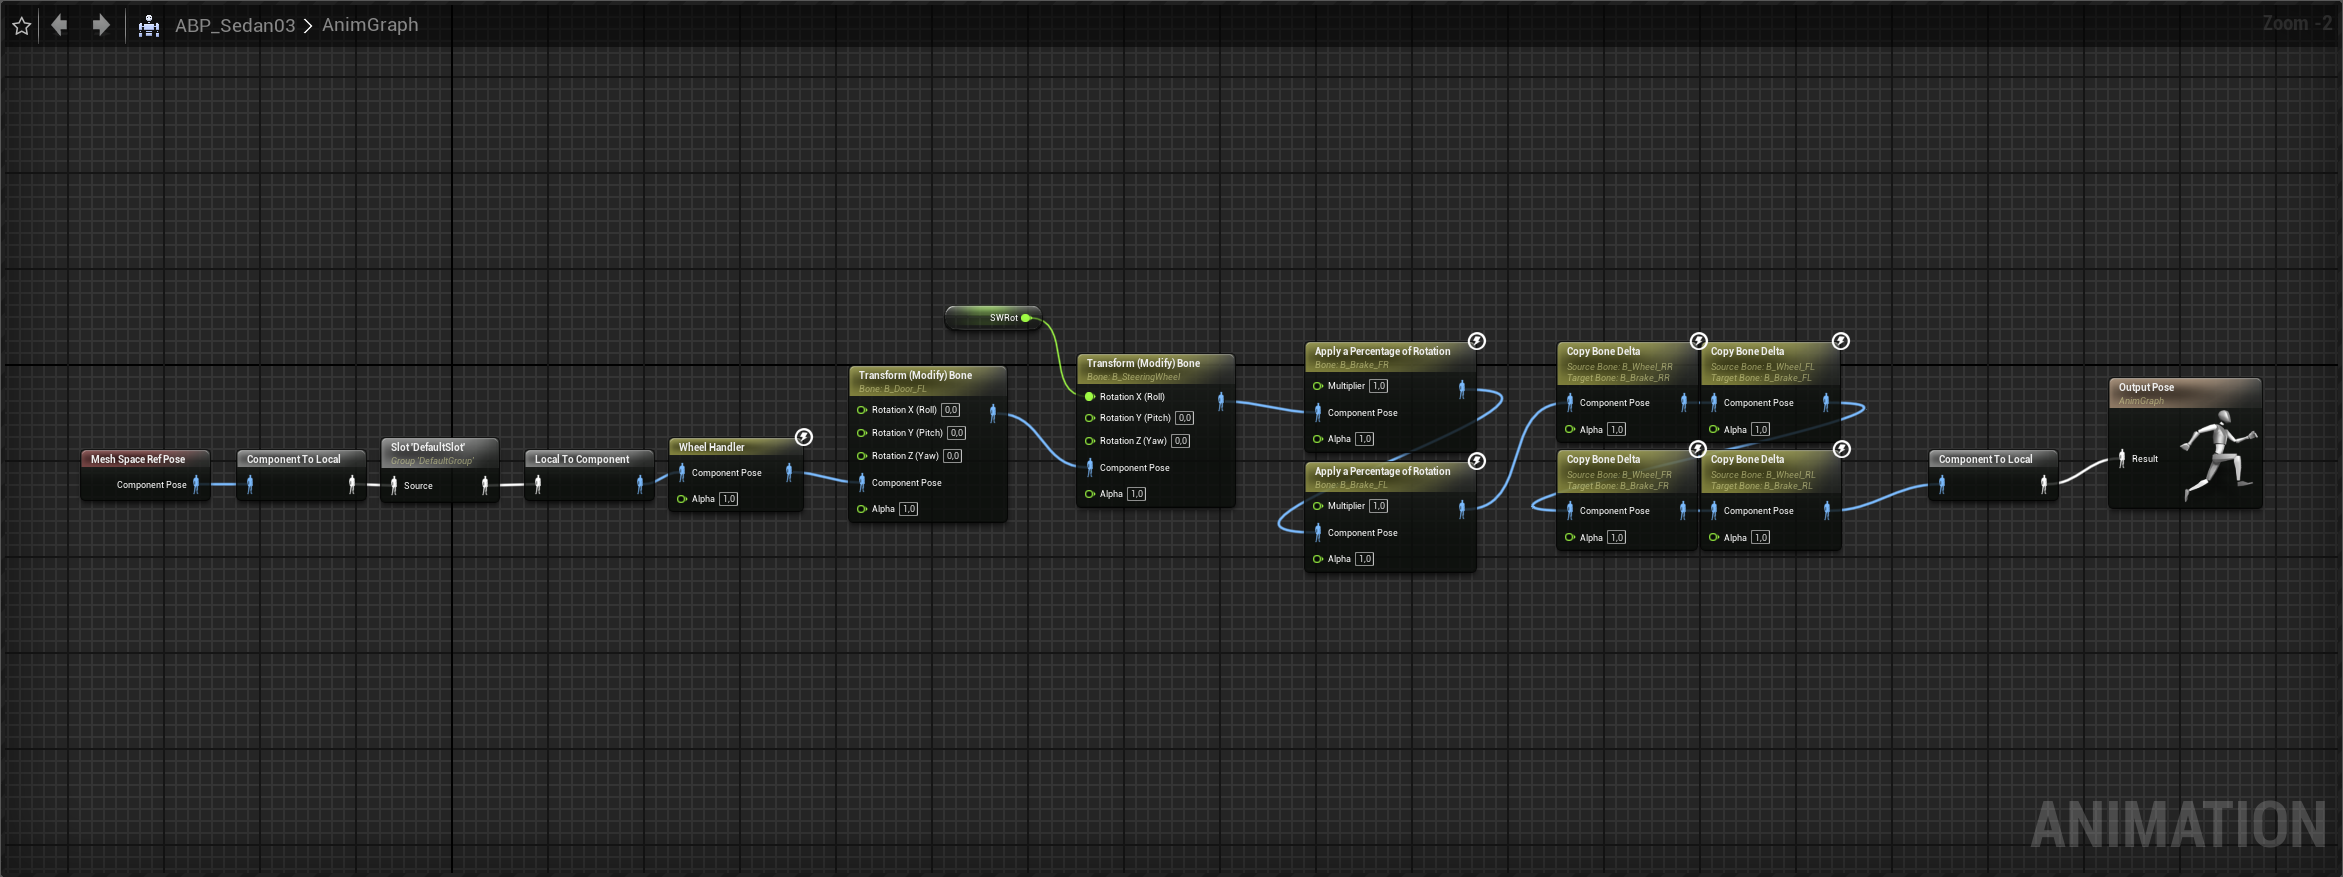 ABP_Sedan03 > AnimGraph
Zoom -2
Mesh Space Ref Pose
Component Pose
Component To Local
Slot 'DefaultSlot'
Group 'DefaultGroup'
Source
Local To Component
Wheel Handler
Component Pose
Alpha 1,0
Transform (Modify) Bone
Bone: B_Door_FL
Rotation X (Roll) 0,0
Rotation Y (Pitch) 0,0
Rotation Z (Yaw) 0,0
Component Pose
Alpha 1,0
SWRot
Transform (Modify) Bone
Bone: B_SteeringWheel
Rotation X (Roll)
Rotation Y (Pitch) 0,0
Rotation Z (Yaw) 0,0
Component Pose
Alpha 1,0
Apply a Percentage of Rotation
Bone: B_Brake_FR
Multiplier 1,0
Component Pose
Alpha 1,0
Apply a Percentage of Rotation
Bone: B_Brake_FL
Multiplier 1,0
Component Pose
Alpha 1,0
Copy Bone Delta
Source Bone: B_Wheel_RR
Target Bone: B_Brake_RR
Component Pose
Alpha 1,0
Copy Bone Delta
Source Bone: B_Wheel_FL
Target Bone: B_Brake_FL
Component Pose
Alpha 1,0
Copy Bone Delta
Source Bone: B_Wheel_FR
Target Bone: B_Brake_FR
Component Pose
Alpha 1,0
Copy Bone Delta
Source Bone: B_Wheel_RL
Target Bone: B_Brake_RL
Component Pose
Alpha 1,0
Component To Local
Output Pose
AnimGraph
Result
ANIMATION